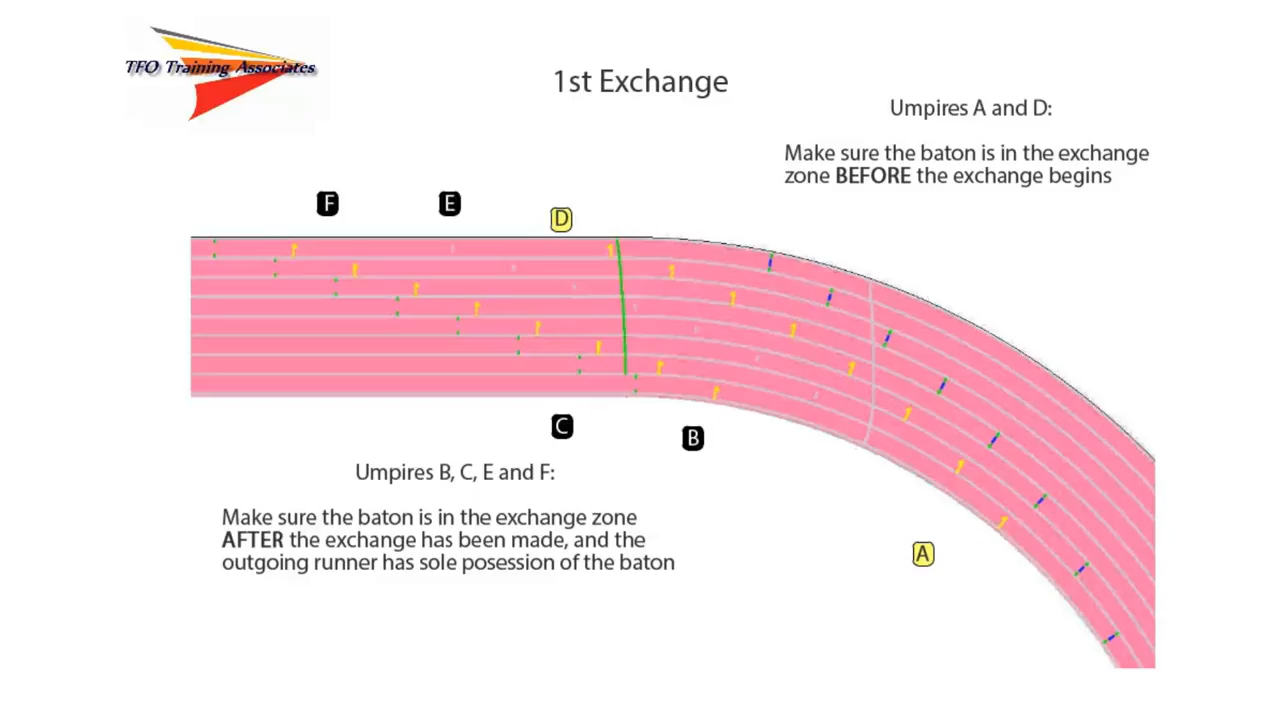 TFO Training Associates
1st Exchange
Umpires A and D:
Make sure the baton is in the exchange
zone BEFORE the exchange begins
F
E
D
C
B
A
Umpires B, C, E and F:
Make sure the baton is in the exchange zone
AFTER the exchange has been made, and the
outgoing runner has sole posession of the baton